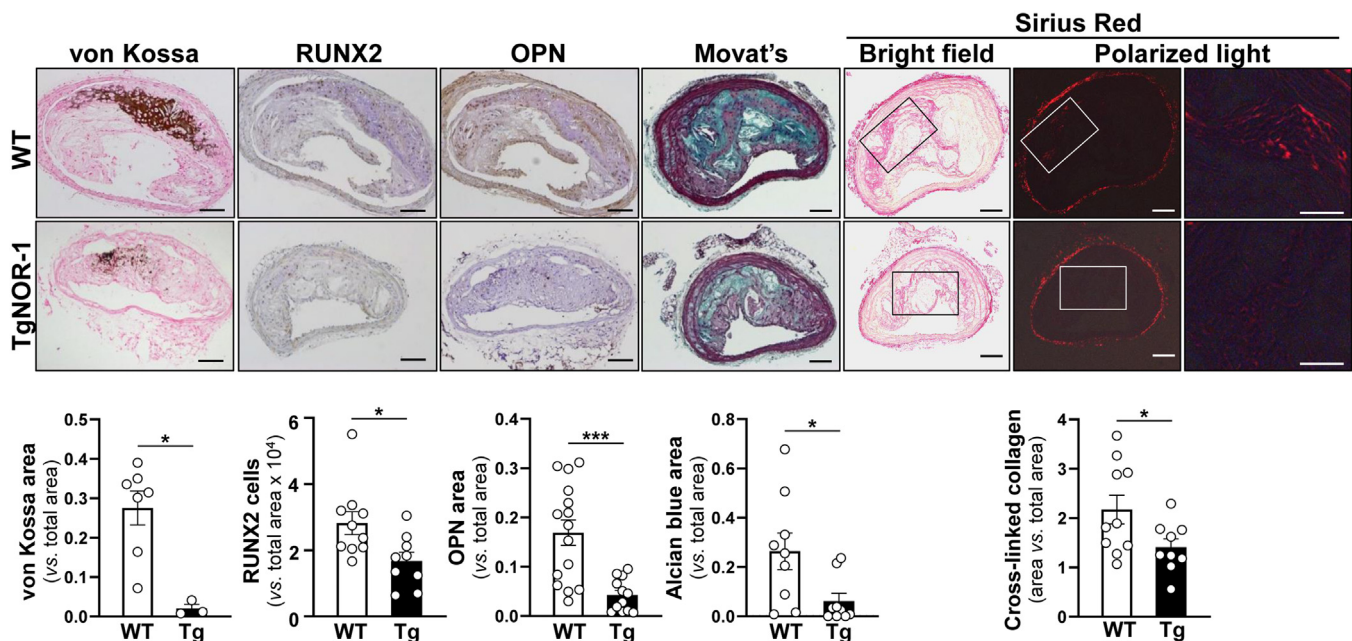 Sirius Red
von Kossa RUNX2 OPN Movat's Bright field Polarized light
WT
TgNOR-1
von Kossa area
(vs. total area)
0.5
0.4
0.3
0.2
0.1
0.0
*
WT Tg
RUNX2 cells
(vs. total area x 10⁴)
6
4
2
0
*
WT Tg
OPN area
(vs. total area)
0.4
0.3
0.2
0.1
0.0
***
WT Tg
Alcian blue area
(vs. total area)
0.8
0.6
0.4
0.2
0.0
*
WT Tg
Cross-linked collagen
(area vs. total area)
4
3
2
1
0
*
WT Tg